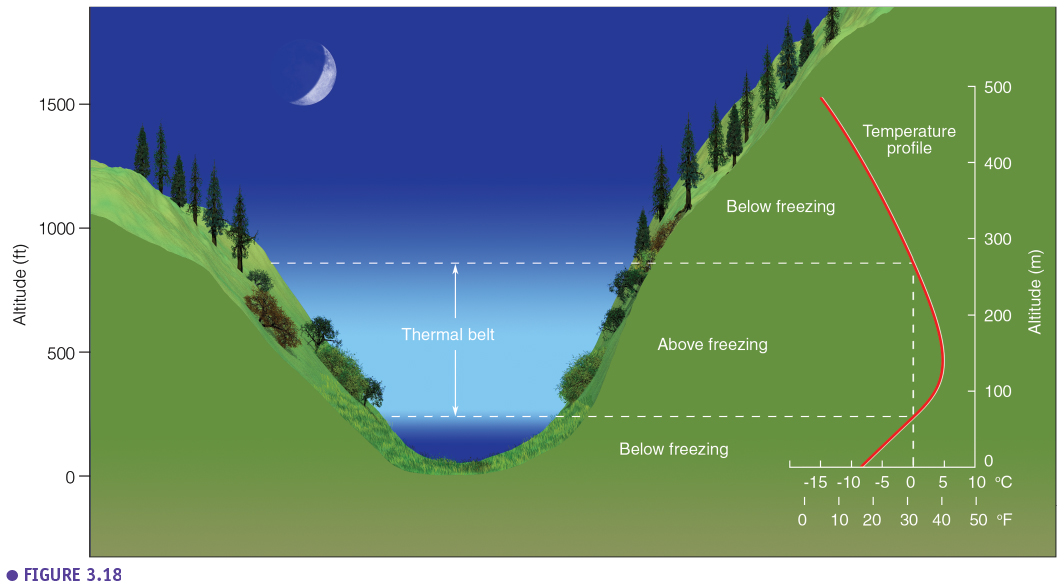 1500
1000
500
0
Altitude (ft)
Thermal belt
Below freezing
Above freezing
Below freezing
Temperature
profile
500
400
300
200
100
0
Altitude (m)
-15 -10 -5 0 5 10 °C
0 10 20 30 40 50 °F
● FIGURE 3.18